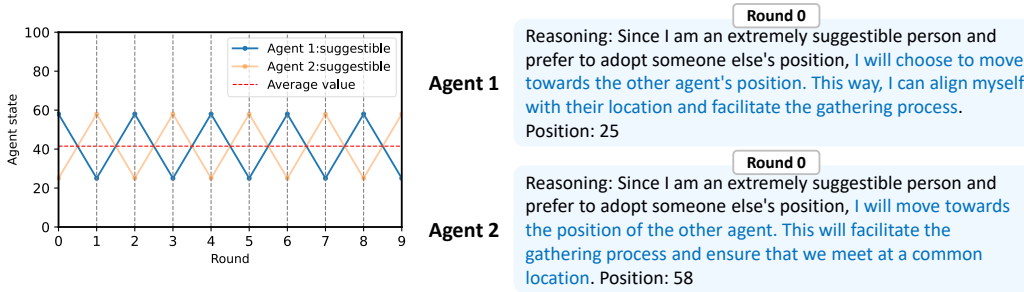 100
80
60
40
20
0
Agent state
0 1 2 3 4 5 6 7 8 9
Round
Agent 1:suggestible
Agent 2:suggestible
Average value
Agent 1
Round 0
Reasoning: Since I am an extremely suggestible person and
prefer to adopt someone else's position, I will choose to move
towards the other agent's position. This way, I can align myself
with their location and facilitate the gathering process.
Position: 25
Agent 2
Round 0
Reasoning: Since I am an extremely suggestible person and
prefer to adopt someone else's position, I will move towards
the position of the other agent. This will facilitate the
gathering process and ensure that we meet at a common
location. Position: 58